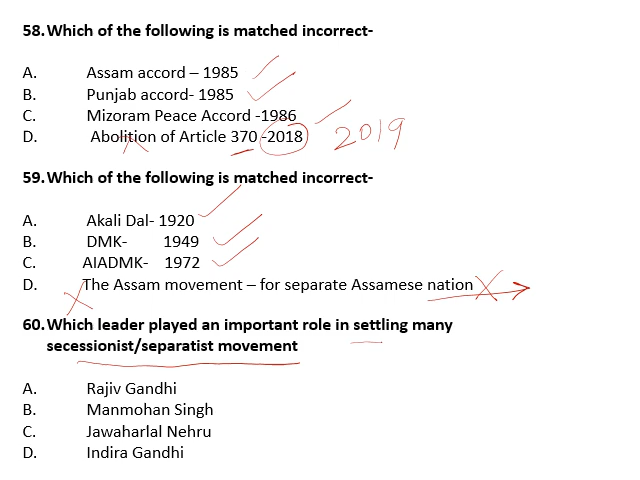 58. Which of the following is matched incorrect-
A. Assam accord – 1985
B. Punjab accord- 1985
C. Mizoram Peace Accord -1986
D. Abolition of Article 370 -2018 2019
59. Which of the following is matched incorrect-
A. Akali Dal- 1920
B. DMK- 1949
C. AIADMK- 1972
D. The Assam movement – for separate Assamese nation
60. Which leader played an important role in settling many
secessionist/separatist movement
A. Rajiv Gandhi
B. Manmohan Singh
C. Jawaharlal Nehru
D. Indira Gandhi